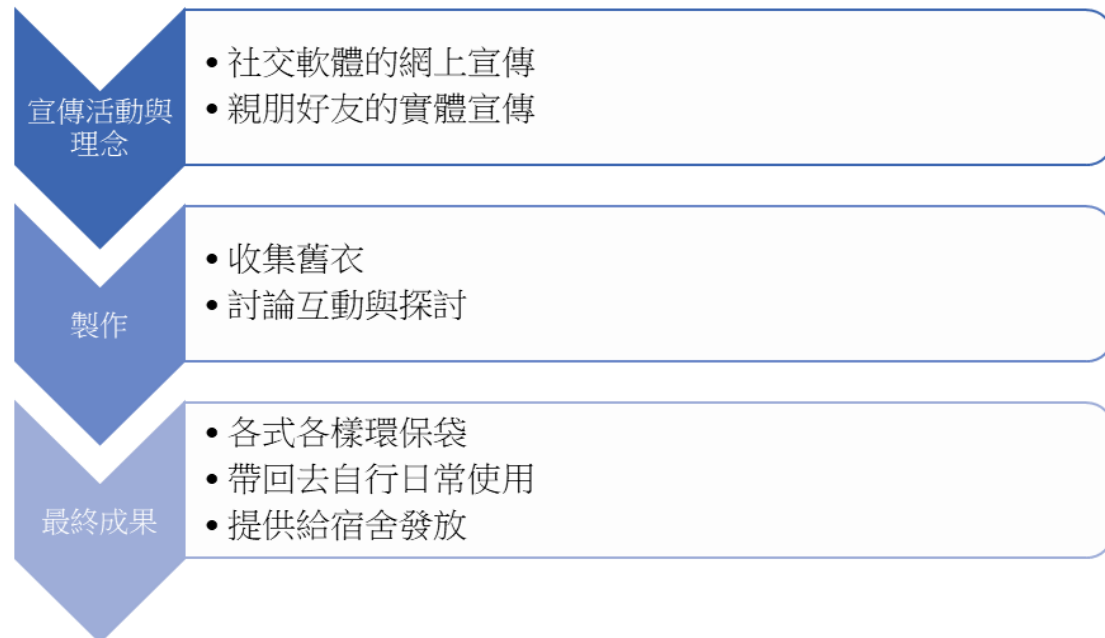 宣傳活動與
理念
• 社交軟體的網上宣傳
• 親朋好友的實體宣傳
製作
• 收集舊衣
• 討論互動與探討
最終成果
• 各式各樣環保袋
• 帶回去自行日常使用
• 提供給宿舍發放